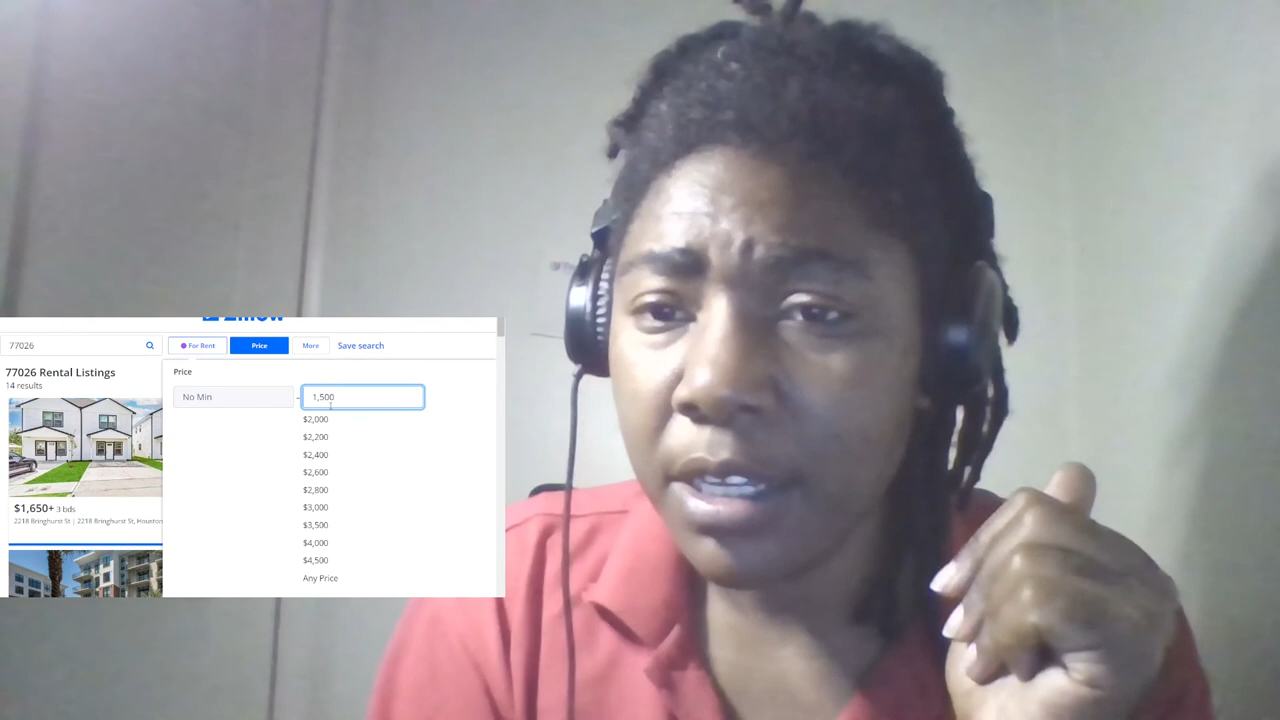 Zillow
77026
For Rent
Price
More
Save search
77026 Rental Listings
14 results
Price
No Min
-
1,500
$2,000
$2,200
$2,400
$2,600
$2,800
$3,000
$3,500
$4,000
$4,500
Any Price
$1,650+ 3 bds
2218 Bringhurst St | 2218 Bringhurst St, Houston